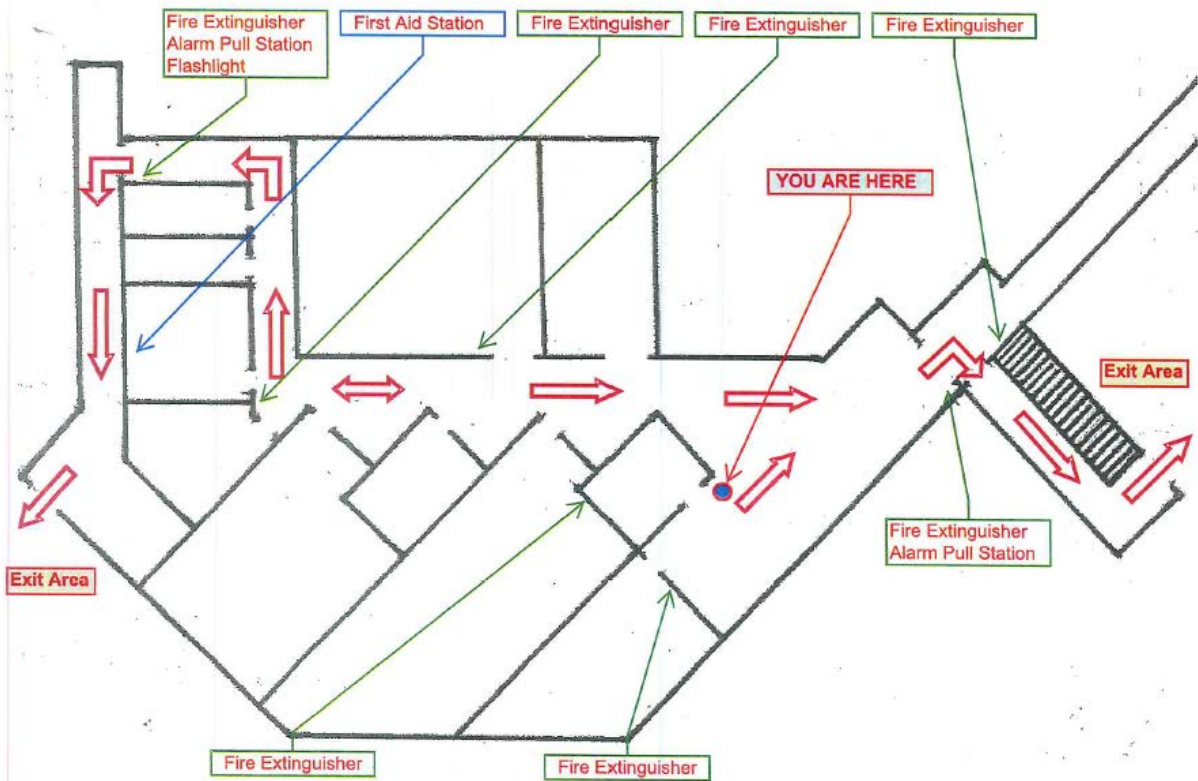 Fire Extinguisher
Alarm Pull Station
Flashlight
First Aid Station
Fire Extinguisher
Fire Extinguisher
Fire Extinguisher
YOU ARE HERE
Exit Area
Fire Extinguisher
Alarm Pull Station
Exit Area
Fire Extinguisher
Fire Extinguisher